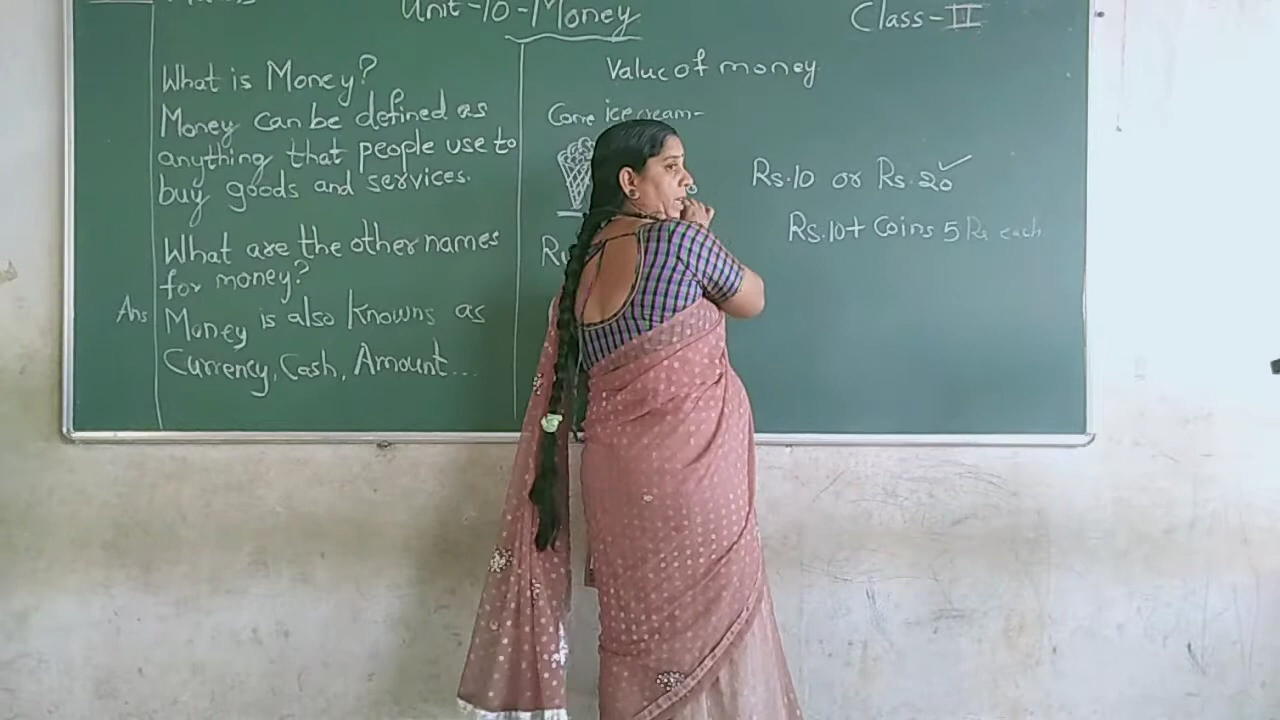 Unit-10-Money
Class-II
What is Money?
Money can be defined as
anything that people use to
buy goods and services.
What are the other names
for money?
Ans
Money is also knowns as
Currency, Cash, Amount...
Value of money
Cone ice
Rs.10 or Rs.20 ✓
Rs.10+ Coins 5 Rs each